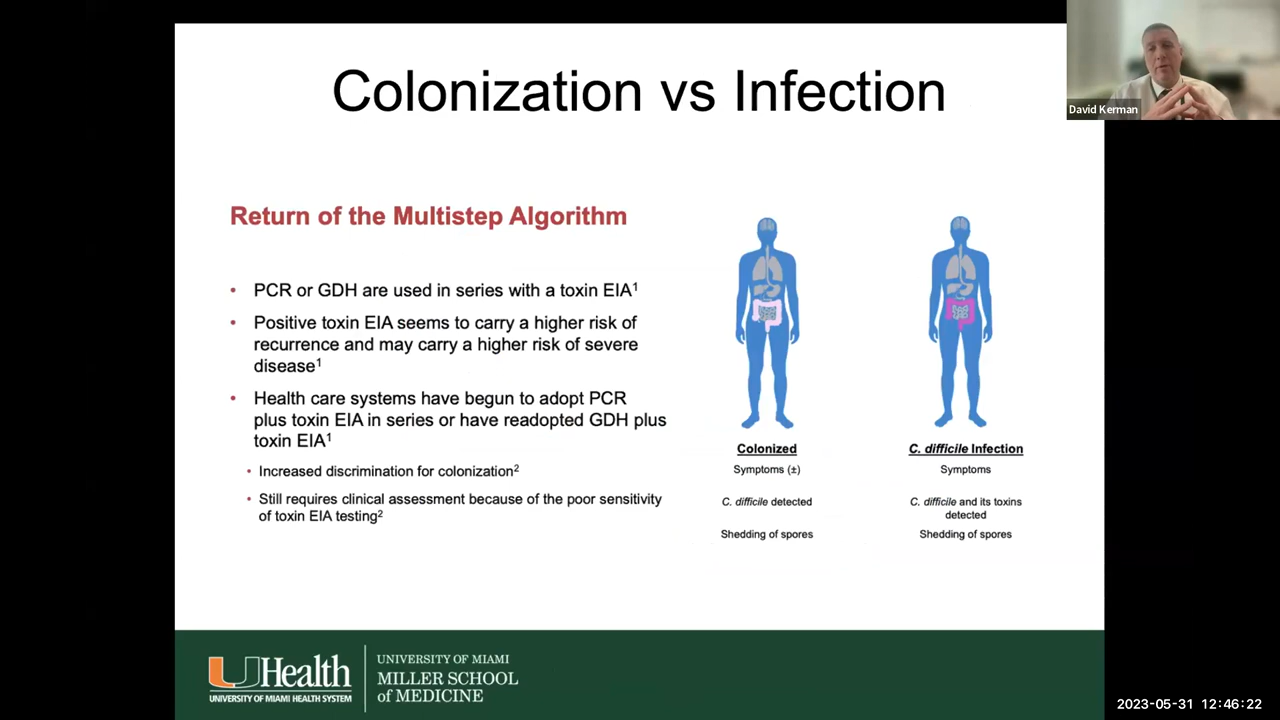 Colonization vs Infection
David Kerman
Return of the Multistep Algorithm
• PCR or GDH are used in series with a toxin EIA¹
• Positive toxin EIA seems to carry a higher risk of
recurrence and may carry a higher risk of severe
disease¹
• Health care systems have begun to adopt PCR
plus toxin EIA in series or have readopted GDH plus
toxin EIA¹
• Increased discrimination for colonization²
• Still requires clinical assessment because of the poor sensitivity
of toxin EIA testing²
Colonized
Symptoms (±)
C. difficile detected
Shedding of spores
C. difficile Infection
Symptoms
C. difficile and its toxins
detected
Shedding of spores
UHealth
UNIVERSITY OF MIAMI HEALTH SYSTEM
UNIVERSITY OF MIAMI
MILLER SCHOOL
of MEDICINE
2023-05-31 12:46:22